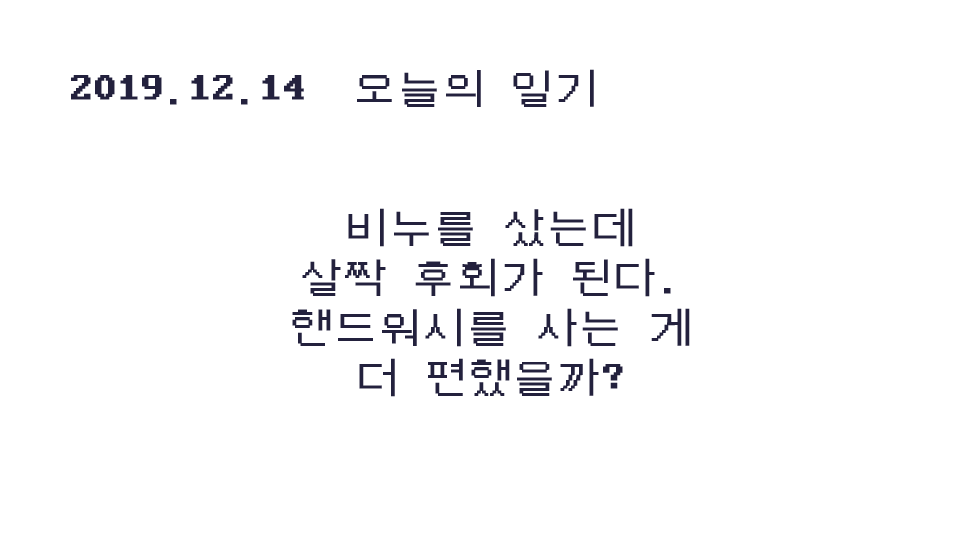 2019.12.14 오늘의 일기
비누를 샀는데
살짝 후회가 된다.
핸드워시를 사는 게
더 편했을까?